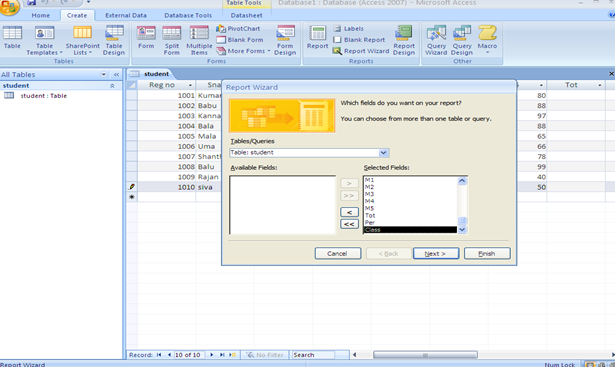 Table Tools
Database1 : Database (Access 2007) - Microsoft Access
Home Create External Data Database Tools Datasheet
Table
Table Templates
SharePoint Lists
Table Design
Tables
Form
Split Form
Multiple Items
PivotChart
Blank Form
More Forms
Form Design
Forms
Report
Labels
Blank Report
Report Wizard
Report Design
Reports
Query Wizard
Query Design
Macro
Other
All Tables
student
student : Table
student
Reg no Sna Tot
1001 Kumar 80
1002 Babu 88
1003 Kanna 97
1004 Bala 88
1005 Mala 65
1006 Uma 66
1007 Shanth 78
1008 Balu 99
1009 Rajan 40
1010 siva 50
Report Wizard
Which fields do you want on your report?
You can choose from more than one table or query.
Tables/Queries
Table: student
Available Fields: Selected Fields:
M1
M2
M3
M4
M5
Tot
Per
Class
>
>>
<
<<
Cancel < Back Next > Finish
Record: 10 of 10 No Filter Search
Report Wizard Num Lock